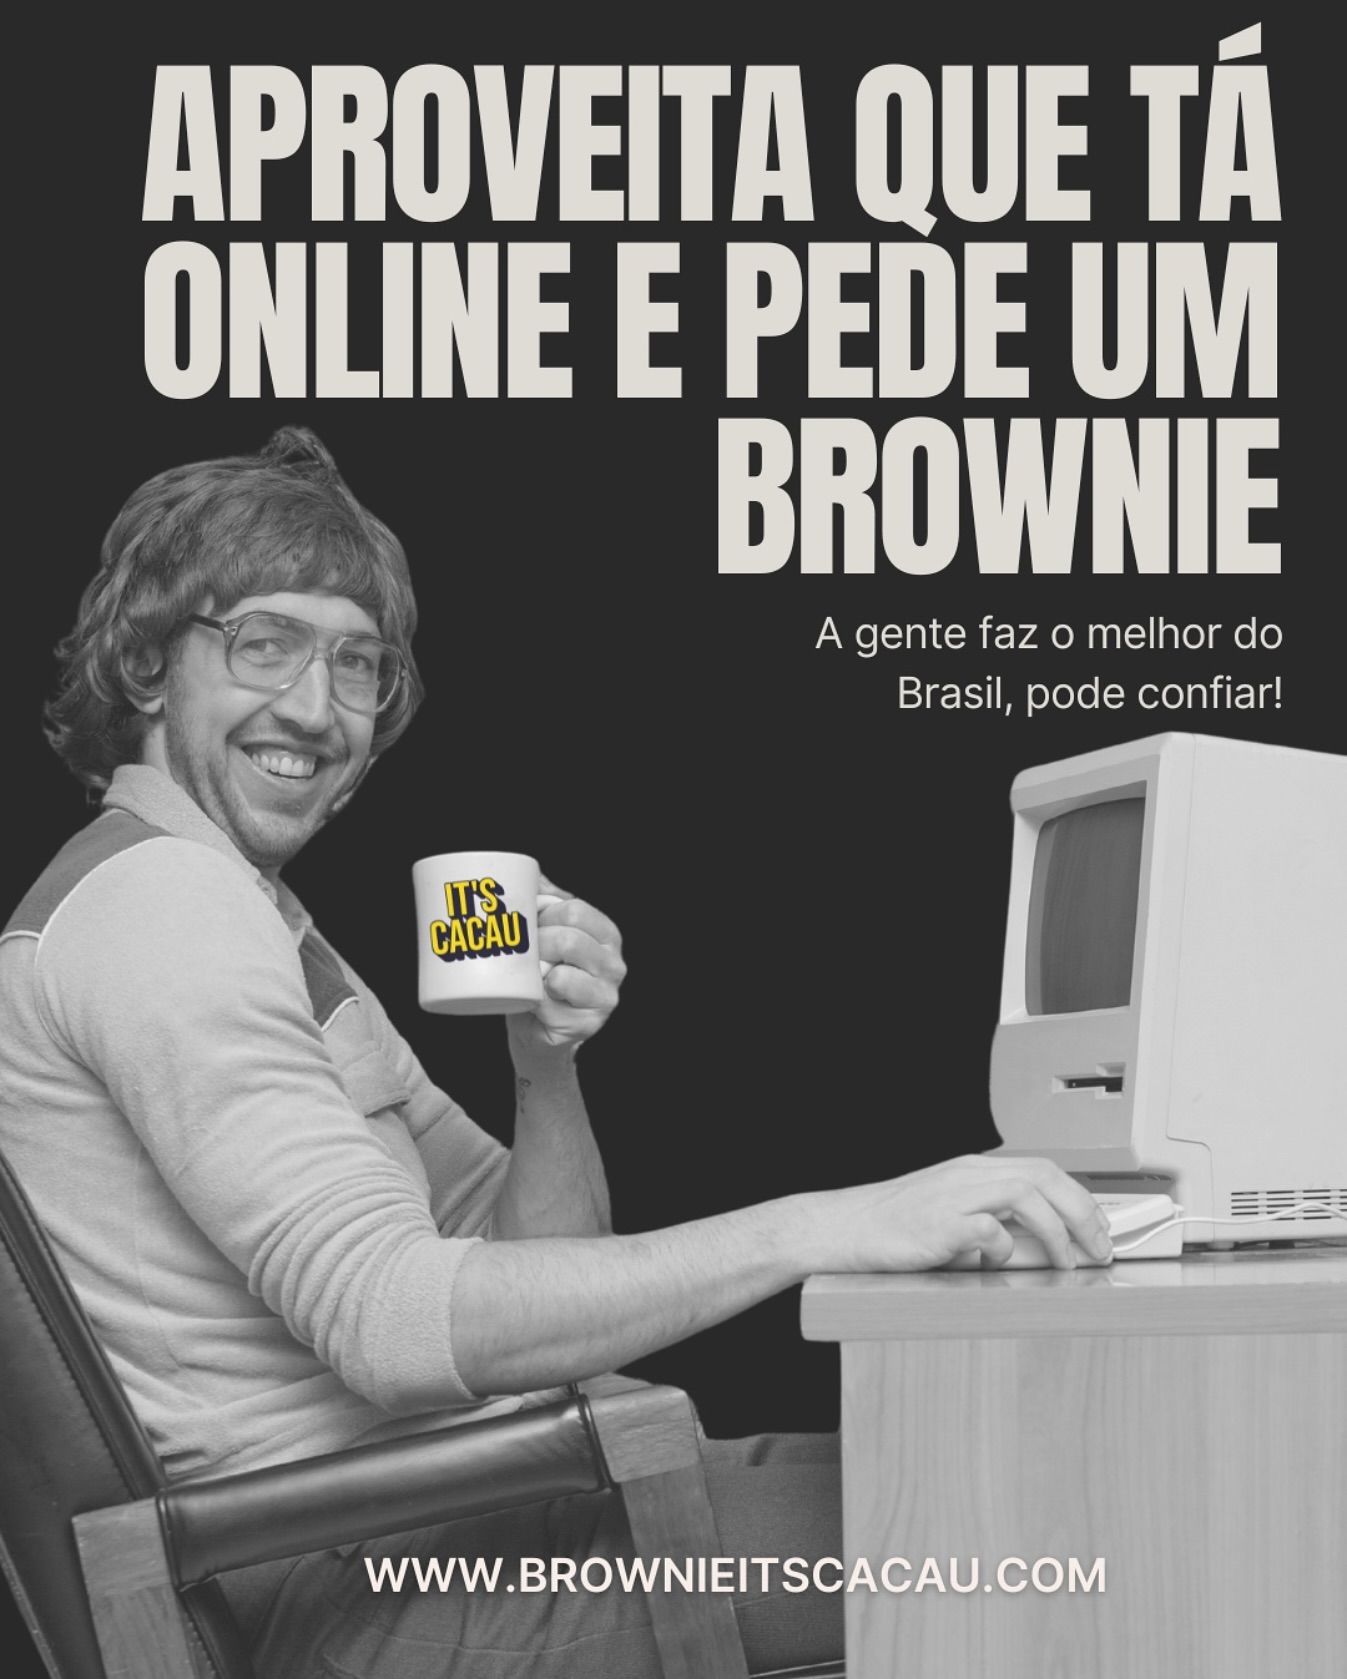 APROVEITA QUE TÁ
ONLINE E PEDE UM
BROWNIE
A gente faz o melhor do
Brasil, pode confiar!
IT'S
CACAU
WWW.BROWNIEITSCACAU.COM